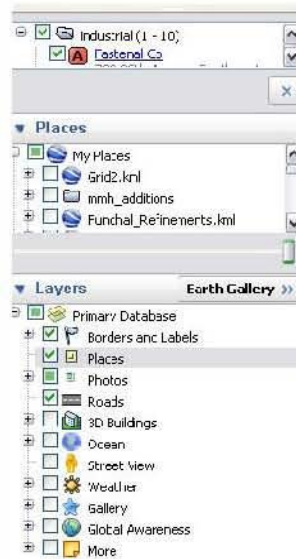 Industrial (1 - 10)
A Fastenal Co
Places
My Places
Grid2.kml
mmh_additions
Funchal_Refinements.kml
Layers Earth Gallery >>
Primary Database
Borders and Labels
Places
Photos
Roads
3D Buildings
Ocean
Street View
Weather
Gallery
Global Awareness
More